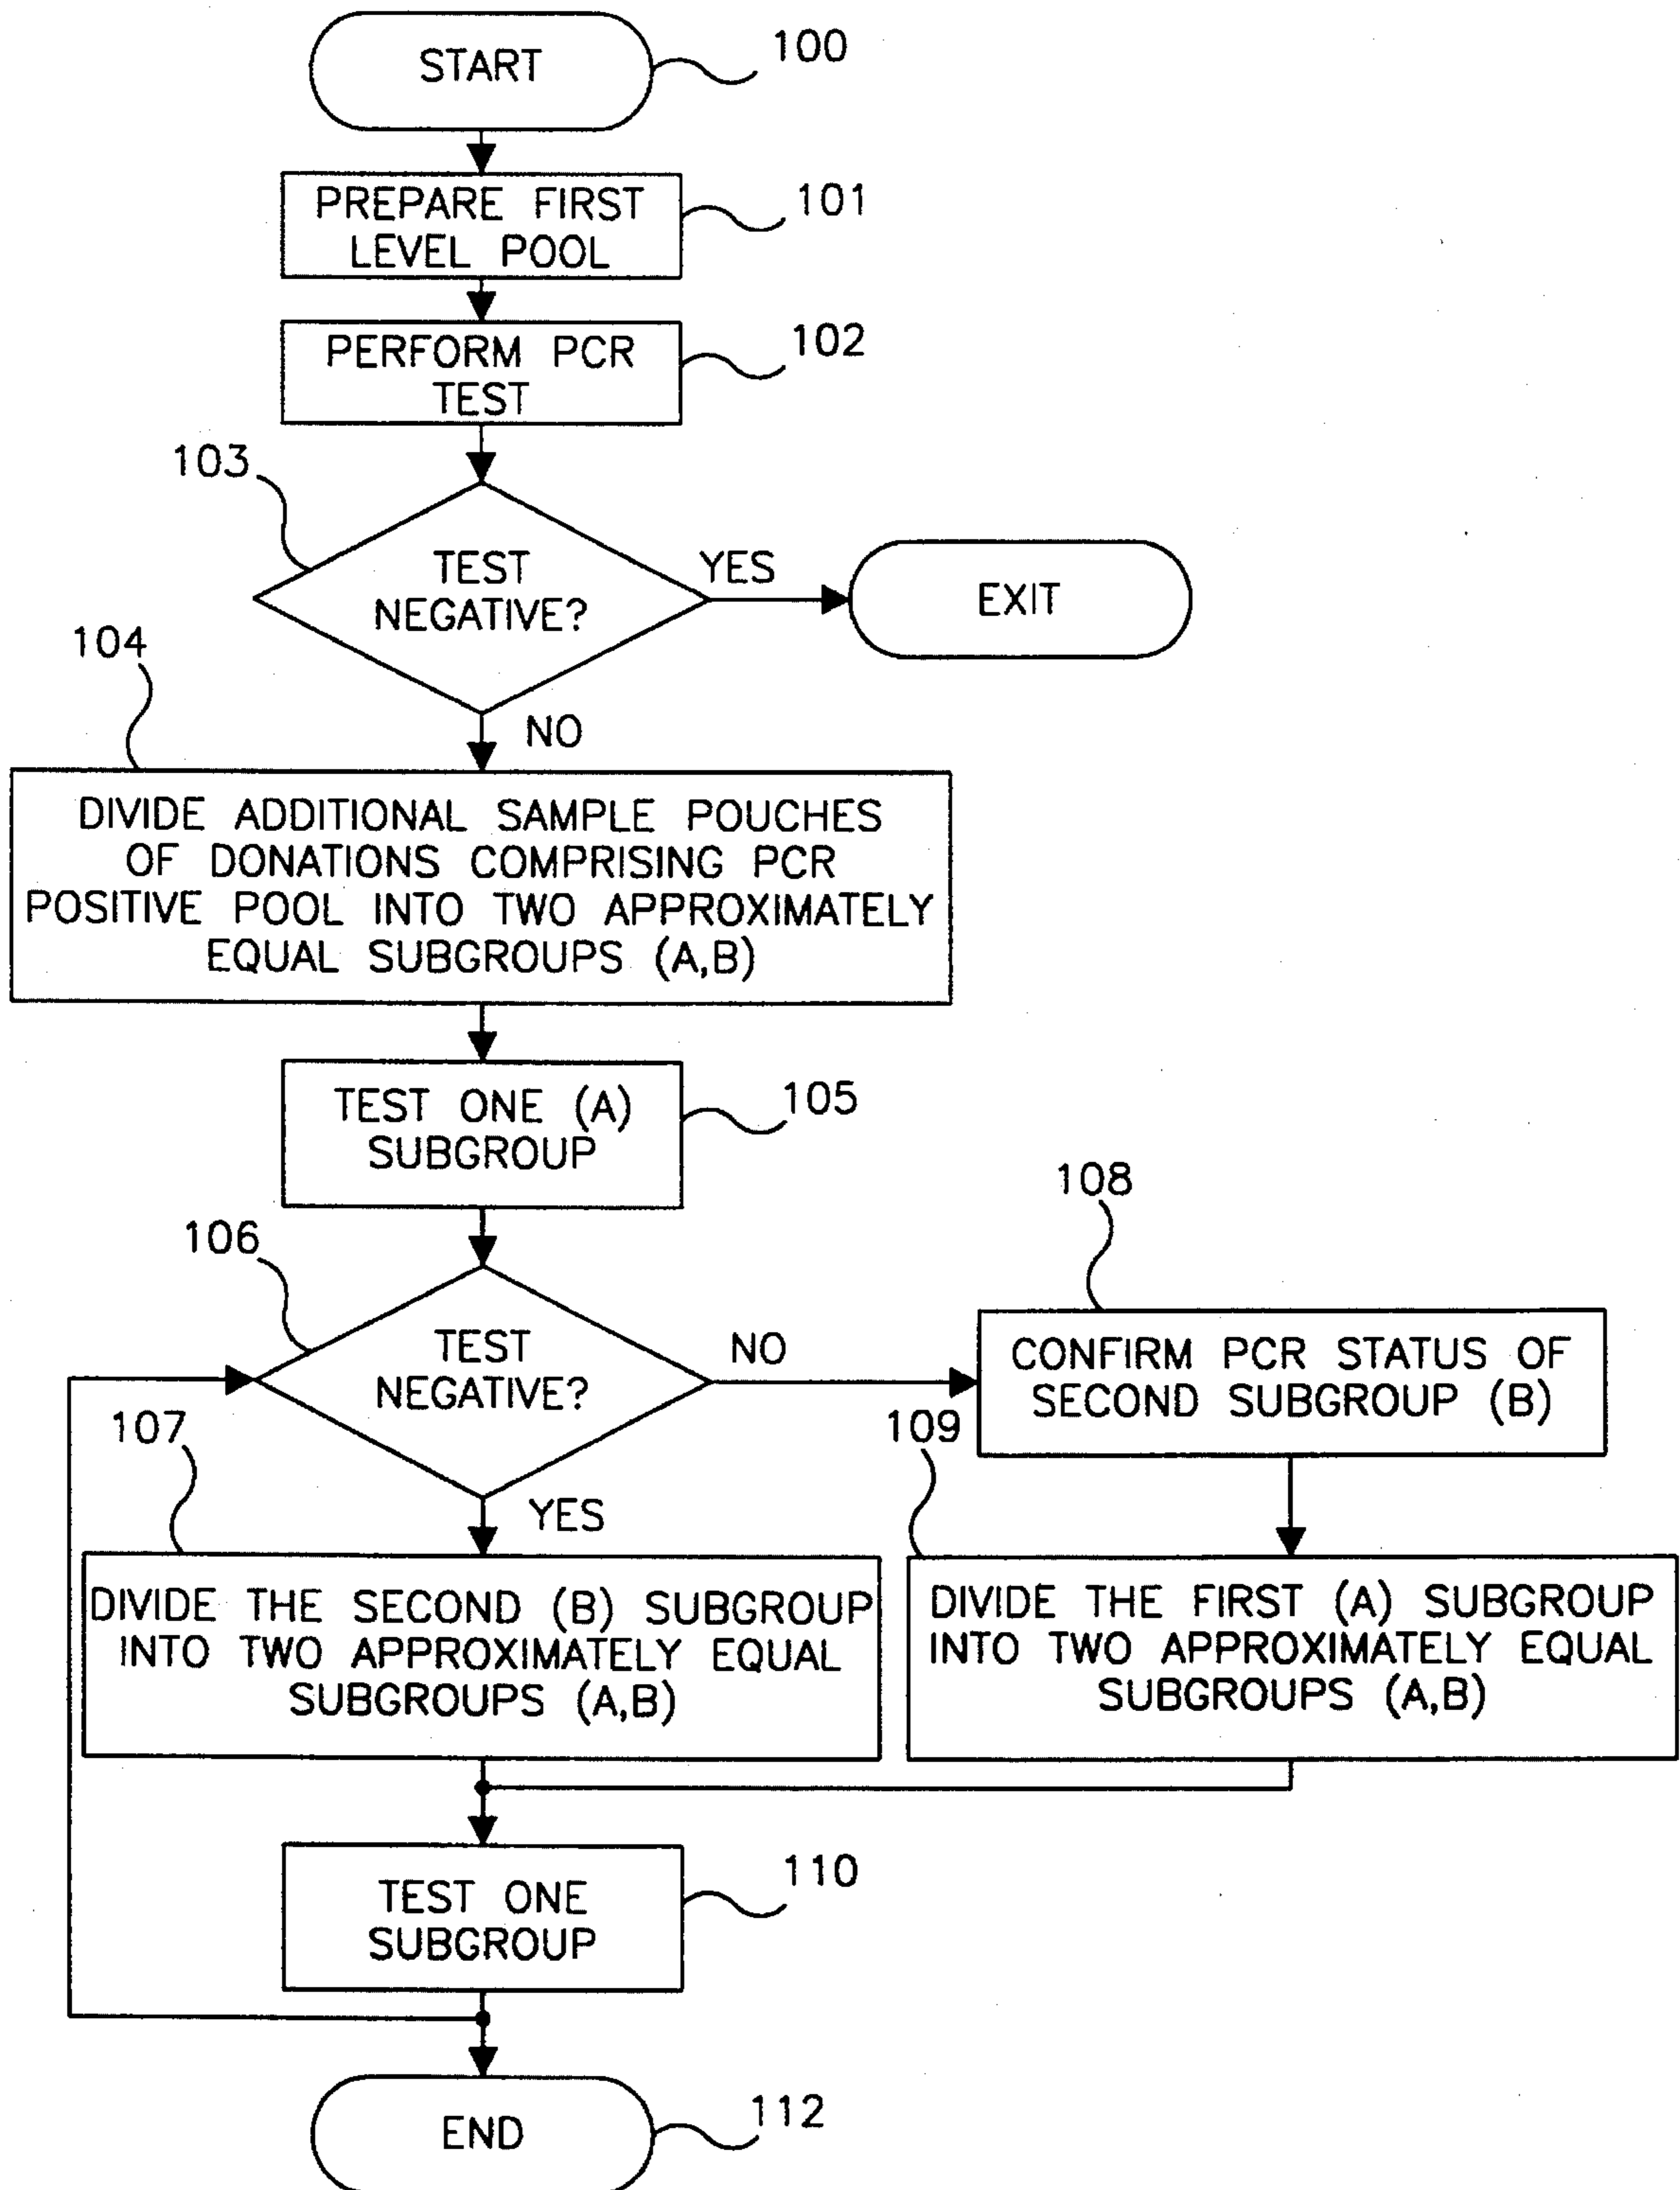 START
100
PREPARE FIRST
LEVEL POOL
101
PERFORM PCR
TEST
102
103
TEST
NEGATIVE?
YES
EXIT
NO
104
DIVIDE ADDITIONAL SAMPLE POUCHES
OF DONATIONS COMPRISING PCR
POSITIVE POOL INTO TWO APPROXIMATELY
EQUAL SUBGROUPS (A,B)
TEST ONE (A)
SUBGROUP
105
106
TEST
NEGATIVE?
NO
108
CONFIRM PCR STATUS OF
SECOND SUBGROUP (B)
YES
107
DIVIDE THE SECOND (B) SUBGROUP
INTO TWO APPROXIMATELY EQUAL
SUBGROUPS (A,B)
109
DIVIDE THE FIRST (A) SUBGROUP
INTO TWO APPROXIMATELY EQUAL
SUBGROUPS (A,B)
TEST ONE
SUBGROUP
110
END
112